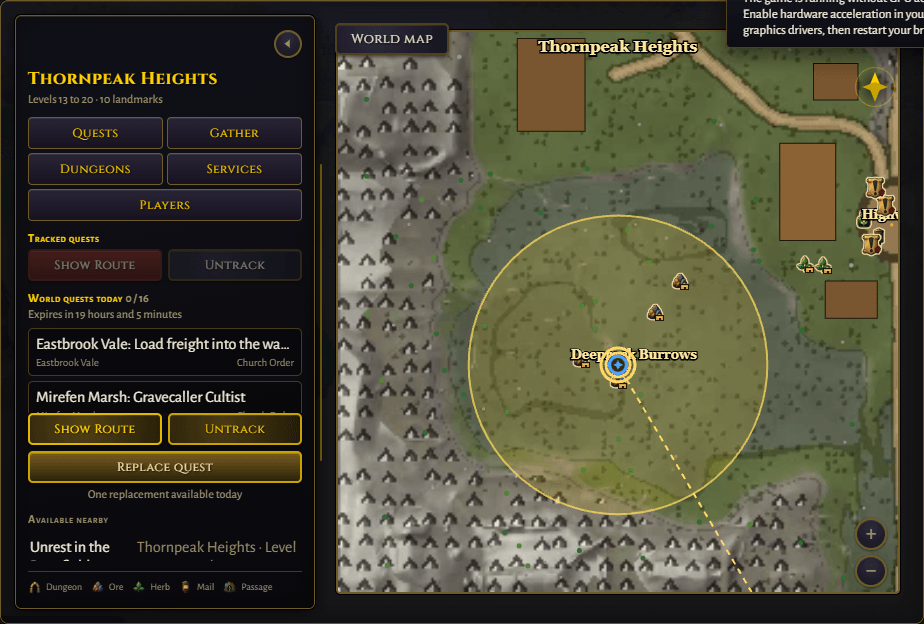 The game is running without GPU
Enable hardware acceleration in you
graphics drivers, then restart your br
WORLD MAP
THORNPEAK HEIGHTS
Levels 13 to 20 · 10 landmarks
QUESTS
GATHER
DUNGEONS
SERVICES
PLAYERS
TRACKED QUESTS
SHOW ROUTE
UNTRACK
WORLD QUESTS TODAY 0/16
Expires in 19 hours and 5 minutes
Eastbrook Vale: Load freight into the wa...
Eastbrook Vale
Church Order
Mirefen Marsh: Gravecaller Cultist
SHOW ROUTE
UNTRACK
REPLACE QUEST
One replacement available today
AVAILABLE NEARBY
Unrest in the
Thornpeak Heights · Level
Dungeon
Ore
Herb
Mail
Passage
Thornpeak Heights
High
Burrows
+
−